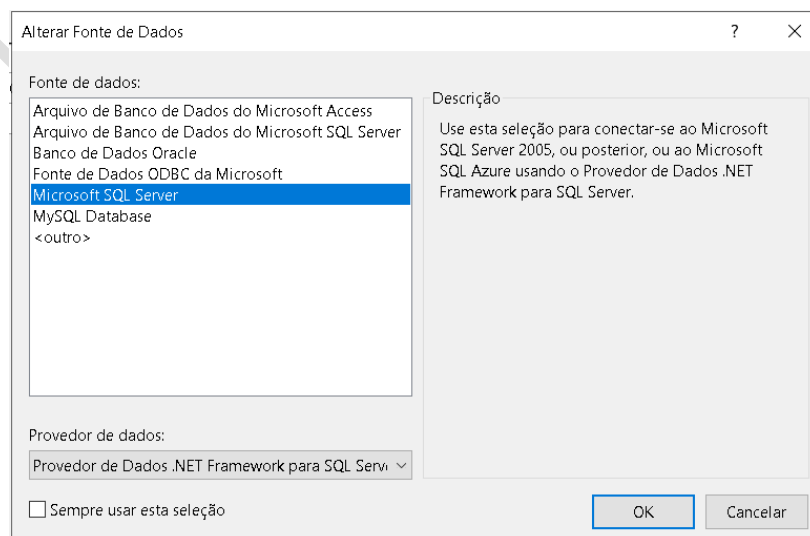 Alterar Fonte de Dados
?
Fonte de dados:
Arquivo de Banco de Dados do Microsoft Access
Arquivo de Banco de Dados do Microsoft SQL Server
Banco de Dados Oracle
Fonte de Dados ODBC da Microsoft
Microsoft SQL Server
MySQL Database
<outro>
Descrição
Use esta seleção para conectar-se ao Microsoft
SQL Server 2005, ou posterior, ou ao Microsoft
SQL Azure usando o Provedor de Dados .NET
Framework para SQL Server.
Provedor de dados:
Provedor de Dados .NET Framework para SQL
Sempre usar esta seleção
OK
Cancelar